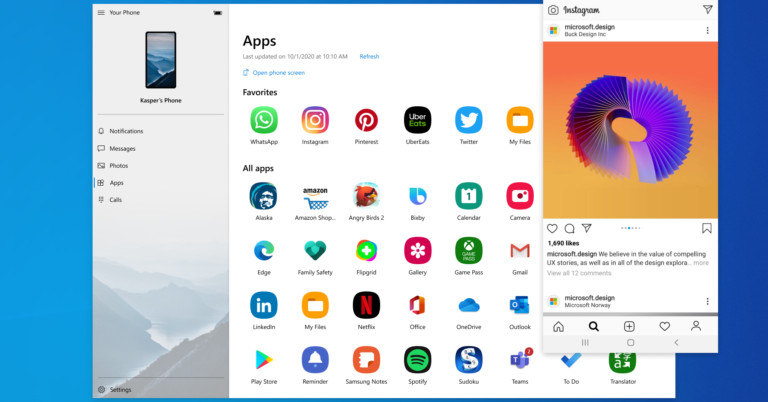 Your Phone
Kasper's Phone
Notifications
Messages
Photos
Apps
Calls
Settings
Apps
Last updated on 10/1/2020 at 10:10 AM Refresh
Open phone screen
Favorites
Uber
Eats
WhatsApp Instagram Pinterest UberEats Twitter My Files
All apps
amazon
1
Alaska Amazon Shop... Angry Birds 2 Bixby Calendar Camera
XBOX
GAME
PASS
Edge Family Safety Flipgrid Gallery Game Pass Gmail
in
LinkedIn My Files Netflix Office OneDrive Outlook
7
Play Store Reminder Samsung Notes Spotify Sudoku Teams To Do Translator
Instagram
microsoft.design
Buck Design Inc
1,690 likes
microsoft.design We believe in the value of compelling
UX stories, as well as in all of the design explora... more
View all 12 comments
microsoft.design
Microsoft Norway